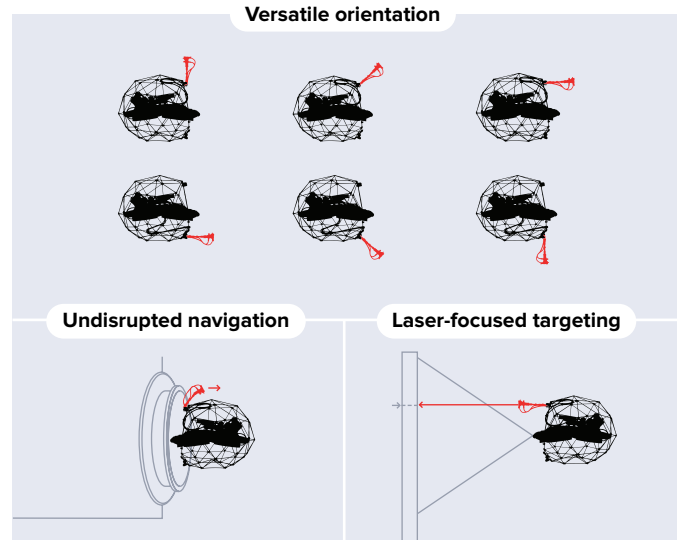 Versatile orientation
Undisrupted navigation
Laser-focused targeting